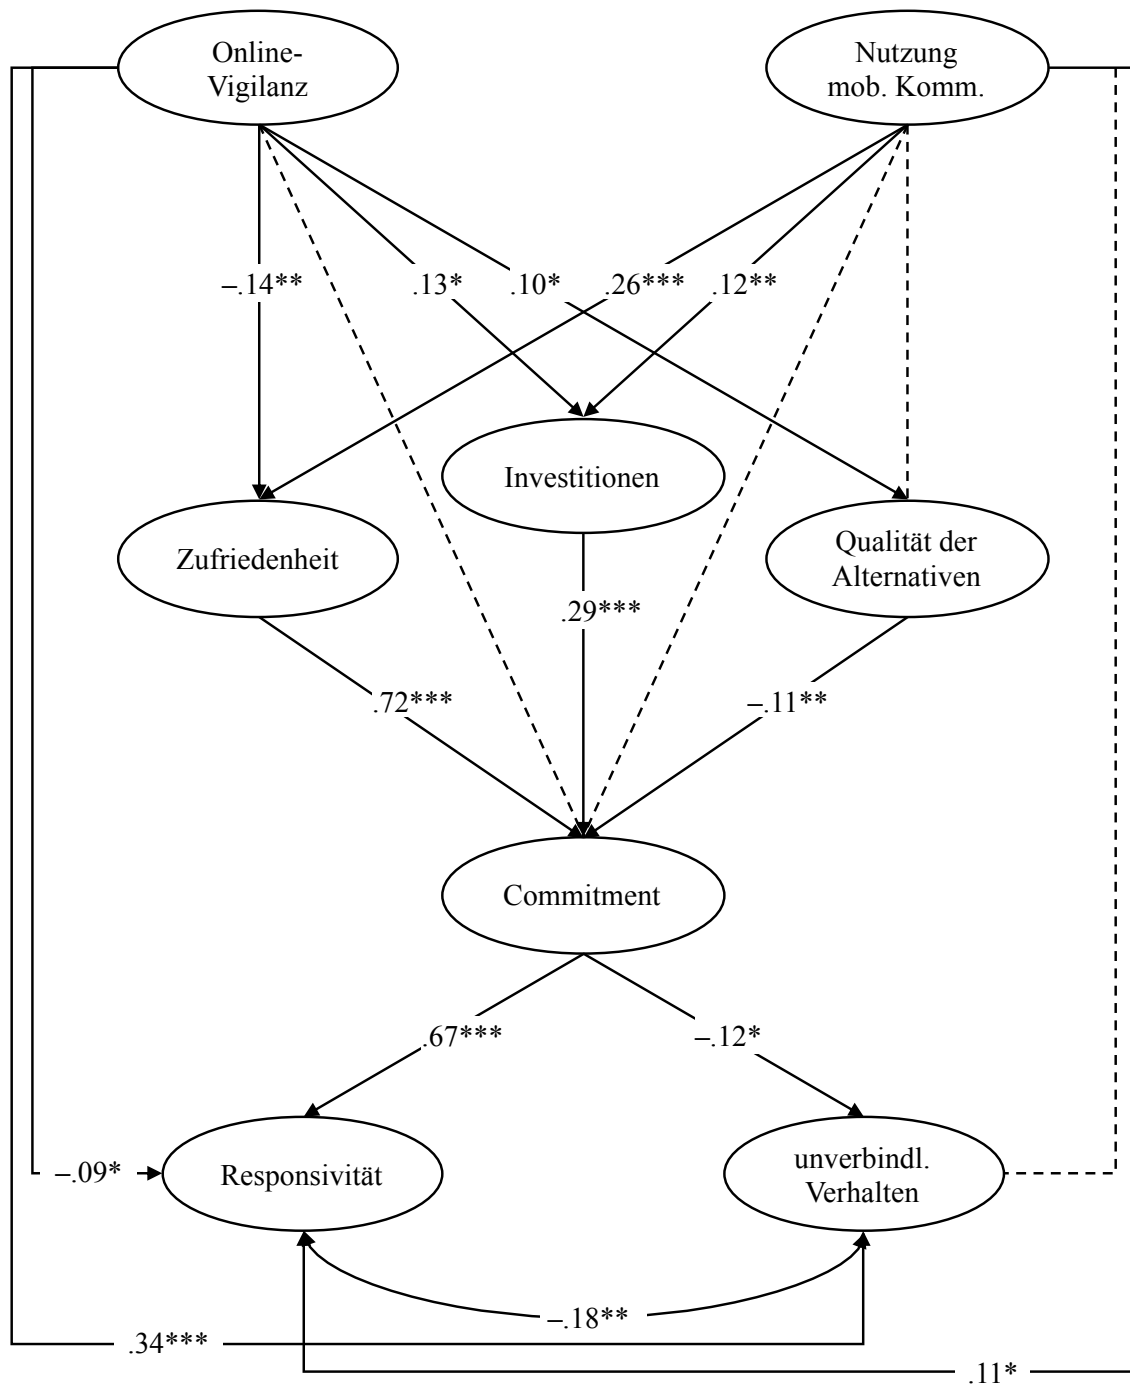 Online-
Vigilanz
Nutzung
mob. Komm.
–.14**
.13*
.10*
.26***
.12**
Investitionen
Zufriedenheit
Qualität der
Alternativen
.29***
.72***
–.11**
Commitment
.67***
–.12*
–.09*
Responsivität
unverbindl.
Verhalten
–.18**
.34***
.11*